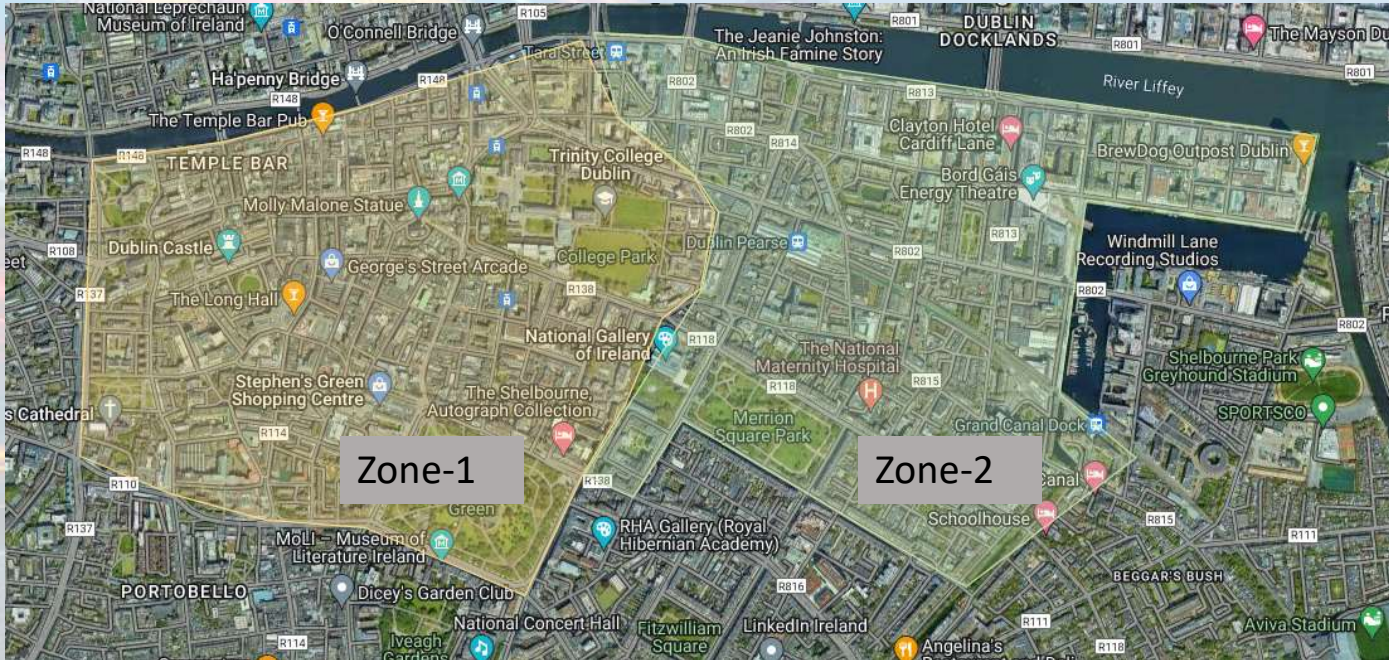 National Leprechaun
Museum of Ireland
O'Connell Bridge
R105
R801
DUBLIN
DOCKLANDS
The Mayson Du
The Jeanie Johnston:
An Irish Famine Story
Tara Street
R802
R801
R801
Ha'penny Bridge
R148
R148
R813
River Liffey
The Temple Bar Pub
R802
R814
Clayton Hotel
Cardiff Lane
R148
R148
TEMPLE BAR
Trinity College
Dublin
BrewDog Outpost Dublin
Bord Gáis
Energy Theatre
Molly Malone Statue
R108
Dublin Castle
Dublin Pearse
R802
R813
Windmill Lane
Recording Studios
eet
George's Street Arcade
College Park
R137
The Long Hall
R138
R802
R802
National Gallery
of Ireland
R118
The National
Maternity Hospital
Shelbourne Park
Greyhound Stadium
Stephen's Green
Shopping Centre
The Shelbourne,
Autograph Collection
R118
R815
SPORTSCO
s Cathedral
Merrion
Square Park
Grand Canal Dock
R114
Zone-1
Zone-2
Canal
R110
R138
Green
Schoolhouse
R137
MoLI – Museum of
Literature Ireland
RHA Gallery (Royal
Hibernian Academy)
R815
R111
PORTOBELLO
Dicey's Garden Club
R816
BEGGAR'S BUSH
R114
Iveagh
Gardens
National Concert Hall
Fitzwilliam
Square
LinkedIn Ireland
R111
R118
Aviva Stadium
Angelina's